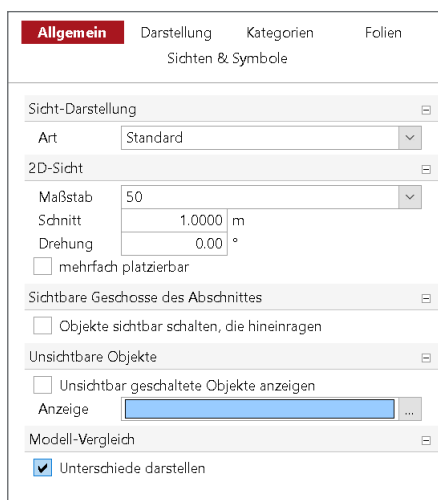 Allgemein Darstellung Kategorien Folien
Sichten & Symbole
Sicht-Darstellung
Art Standard
2D-Sicht
Maßstab 50
Schnitt 1.0000 m
Drehung 0.00 °
mehrfach platzierbar
Sichtbare Geschosse des Abschnittes
Objekte sichtbar schalten, die hineinragen
Unsichtbare Objekte
Unsichtbar geschaltete Objekte anzeigen
Anzeige ...
Modell-Vergleich
Unterschiede darstellen